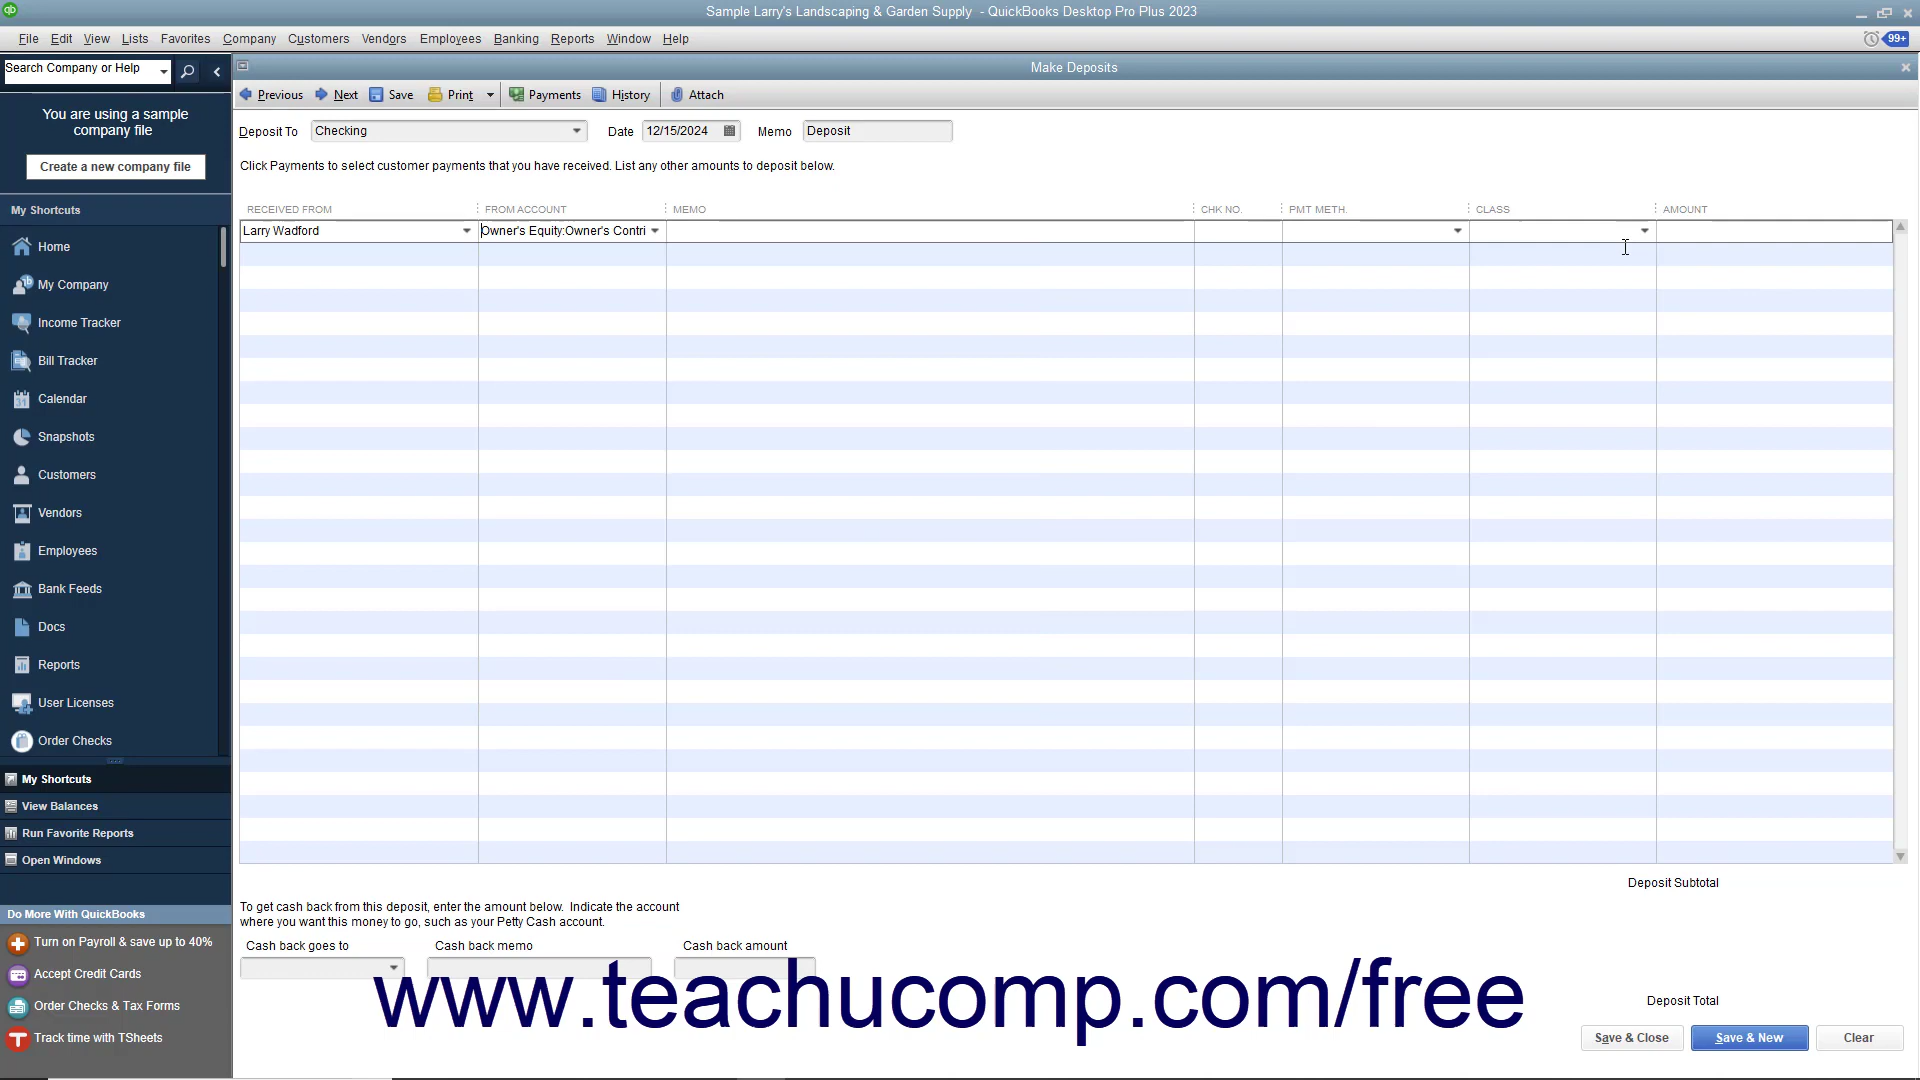 Sample Larry's Landscaping & Garden Supply - QuickBooks Desktop Pro Plus 2023
File Edit View Lists Favorites Company Customers Vendors Employees Banking Reports Window Help
99+
Search Company or Help
Make Deposits
Previous Next Save Print Payments History Attach
You are using a sample
company file
Create a new company file
Deposit To Checking Date 12/15/2024 Memo Deposit
Click Payments to select customer payments that you have received. List any other amounts to deposit below.
My Shortcuts
RECEIVED FROM FROM ACCOUNT MEMO CHK NO. PMT METH. CLASS AMOUNT
Larry Wadford Owner's Equity:Owner's Contri
Home
My Company
Income Tracker
Bill Tracker
Calendar
Snapshots
Customers
Vendors
Employees
Bank Feeds
Docs
Reports
User Licenses
Order Checks
My Shortcuts
View Balances
Run Favorite Reports
Open Windows
Do More With QuickBooks
Turn on Payroll & save up to 40%
Accept Credit Cards
Order Checks & Tax Forms
Track time with TSheets
Deposit Subtotal
To get cash back from this deposit, enter the amount below. Indicate the account
where you want this money to go, such as your Petty Cash account.
Cash back goes to Cash back memo Cash back amount
www.teachucomp.com/free
Deposit Total
Save & Close Save & New Clear